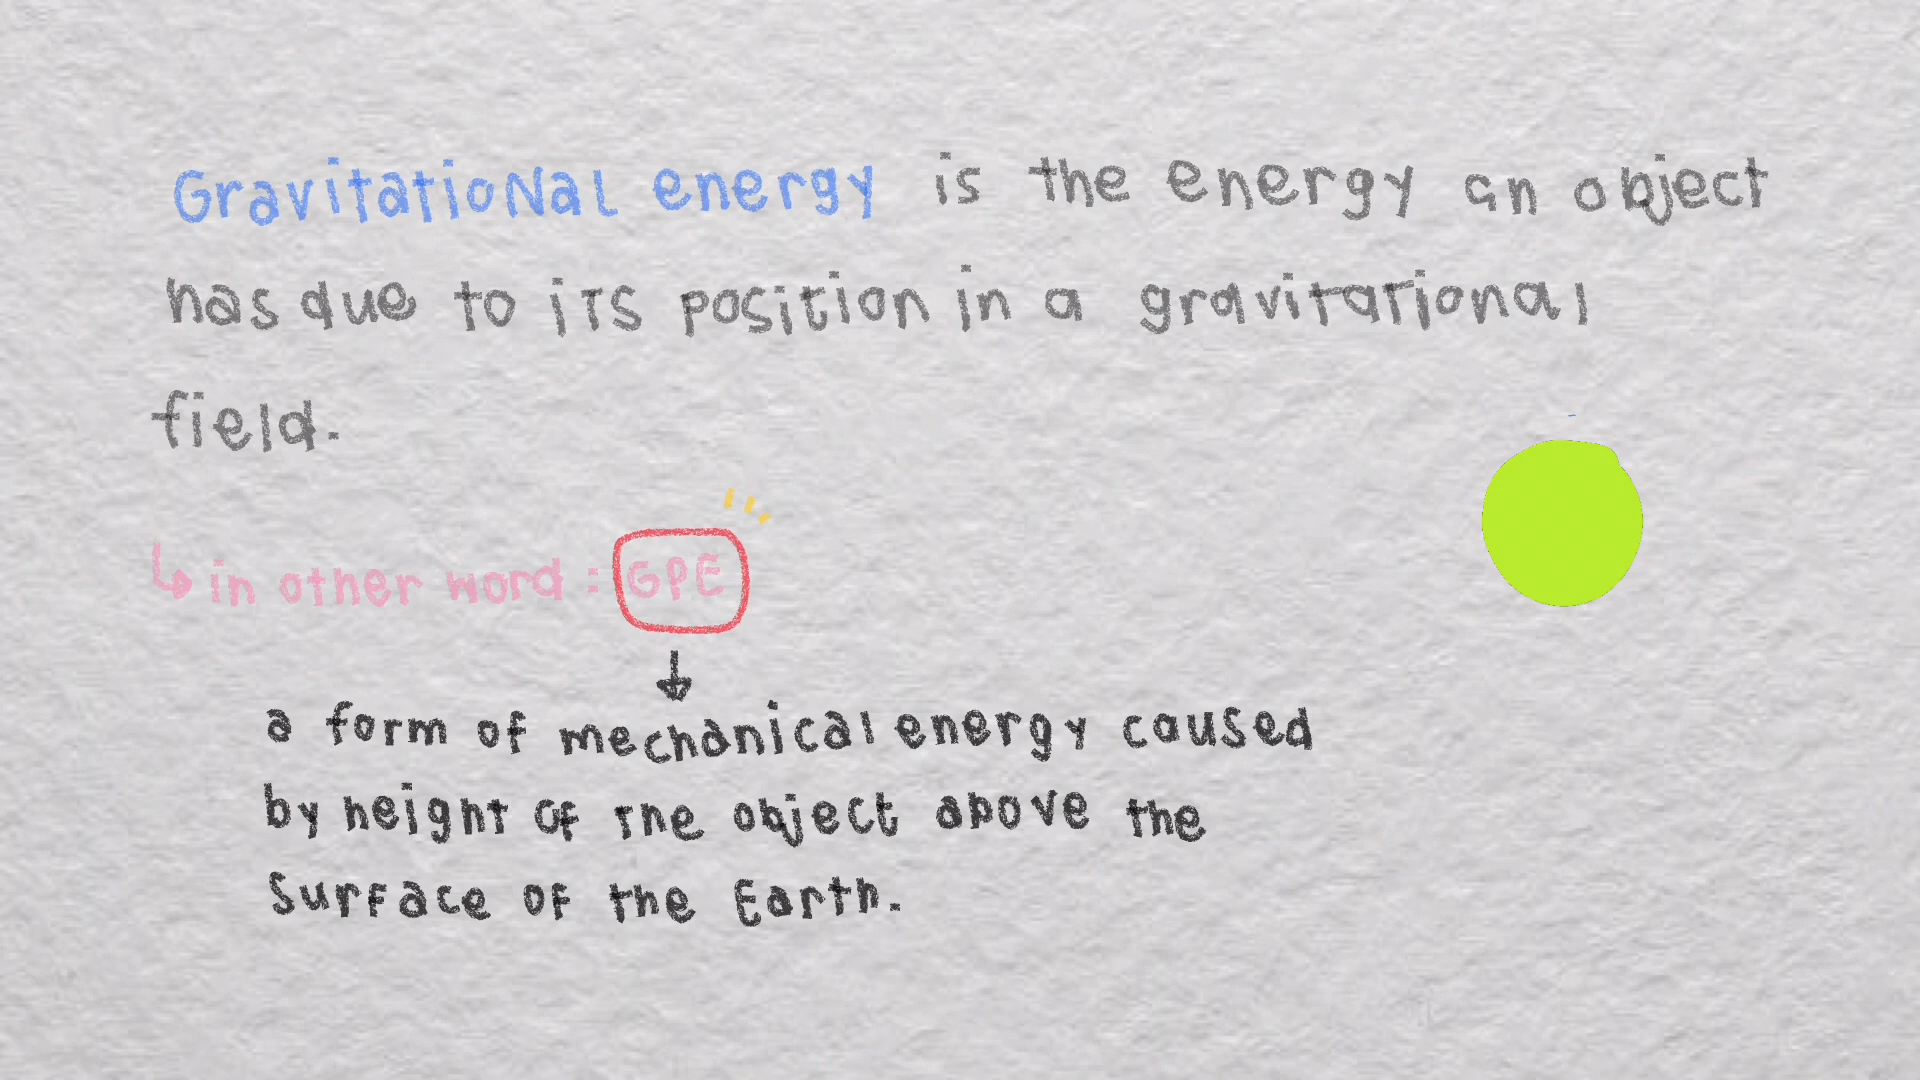 Gravitational energy is the energy an object
has due to its position in a gravitational
field.
in other word : GPE
a form of mechanical energy caused
by height of the object above the
surface of the Earth.